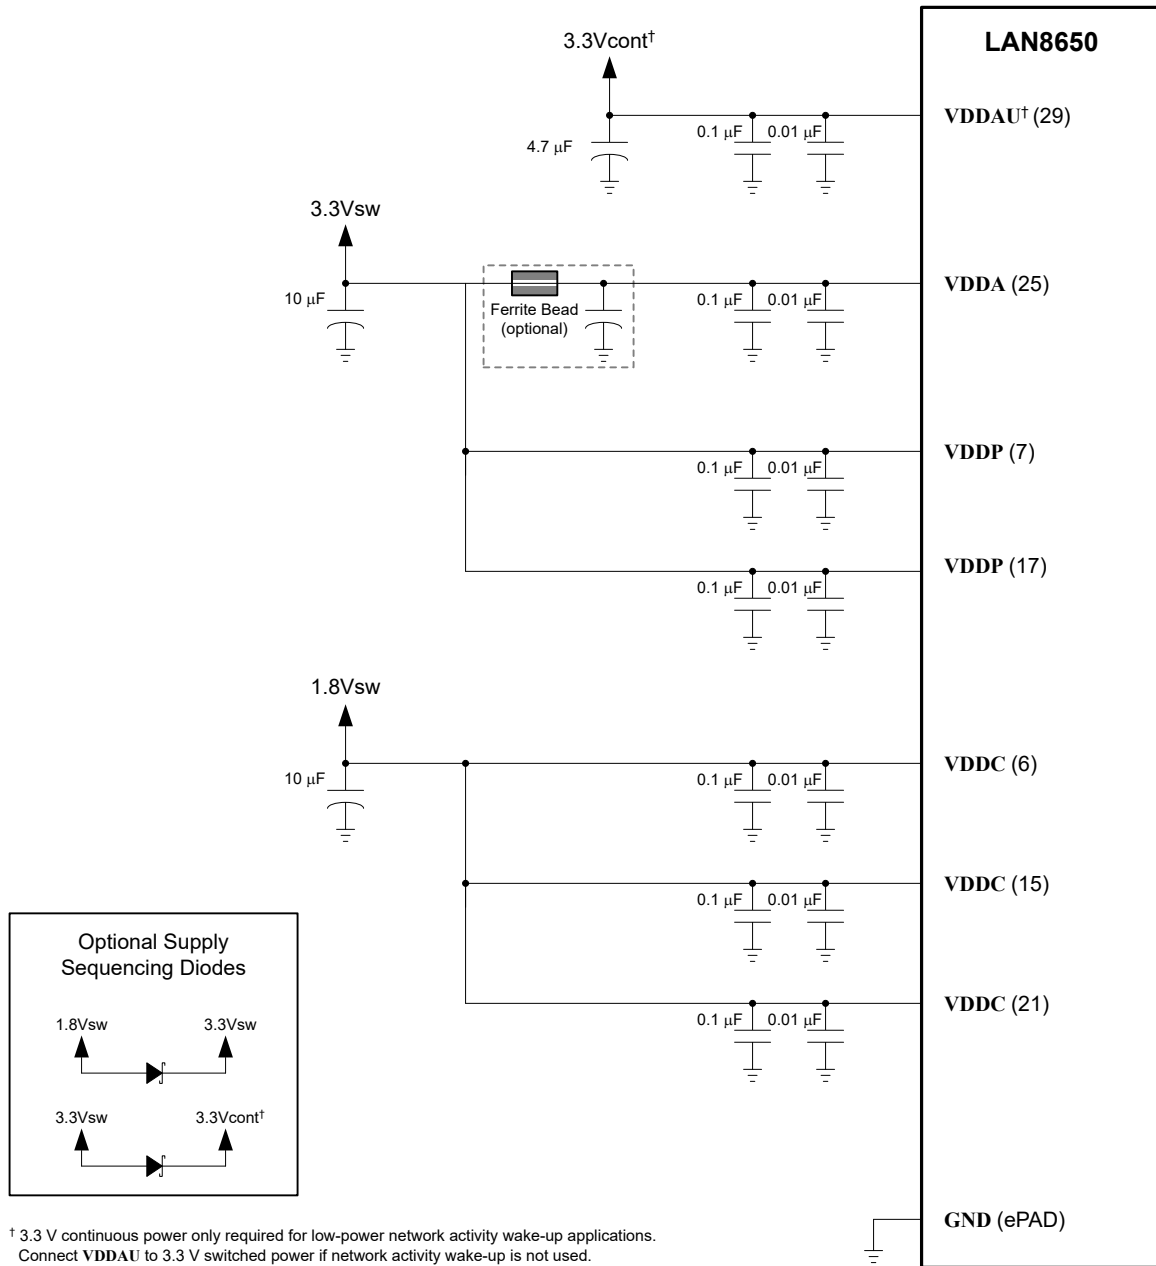 LAN8650
3.3Vcont†
VDDAU† (29)
0.1 μF
0.01 μF
4.7 μF
3.3Vsw
VDDA (25)
10 μF
Ferrite Bead
(optional)
0.1 μF
0.01 μF
VDDP (7)
0.1 μF
0.01 μF
VDDP (17)
0.1 μF
0.01 μF
1.8Vsw
VDDC (6)
10 μF
0.1 μF
0.01 μF
VDDC (15)
0.1 μF
0.01 μF
VDDC (21)
0.1 μF
0.01 μF
Optional Supply
Sequencing Diodes
1.8Vsw
3.3Vsw
3.3Vsw
3.3Vcont†
GND (ePAD)
† 3.3 V continuous power only required for low-power network activity wake-up applications.
Connect VDDAU to 3.3 V switched power if network activity wake-up is not used.